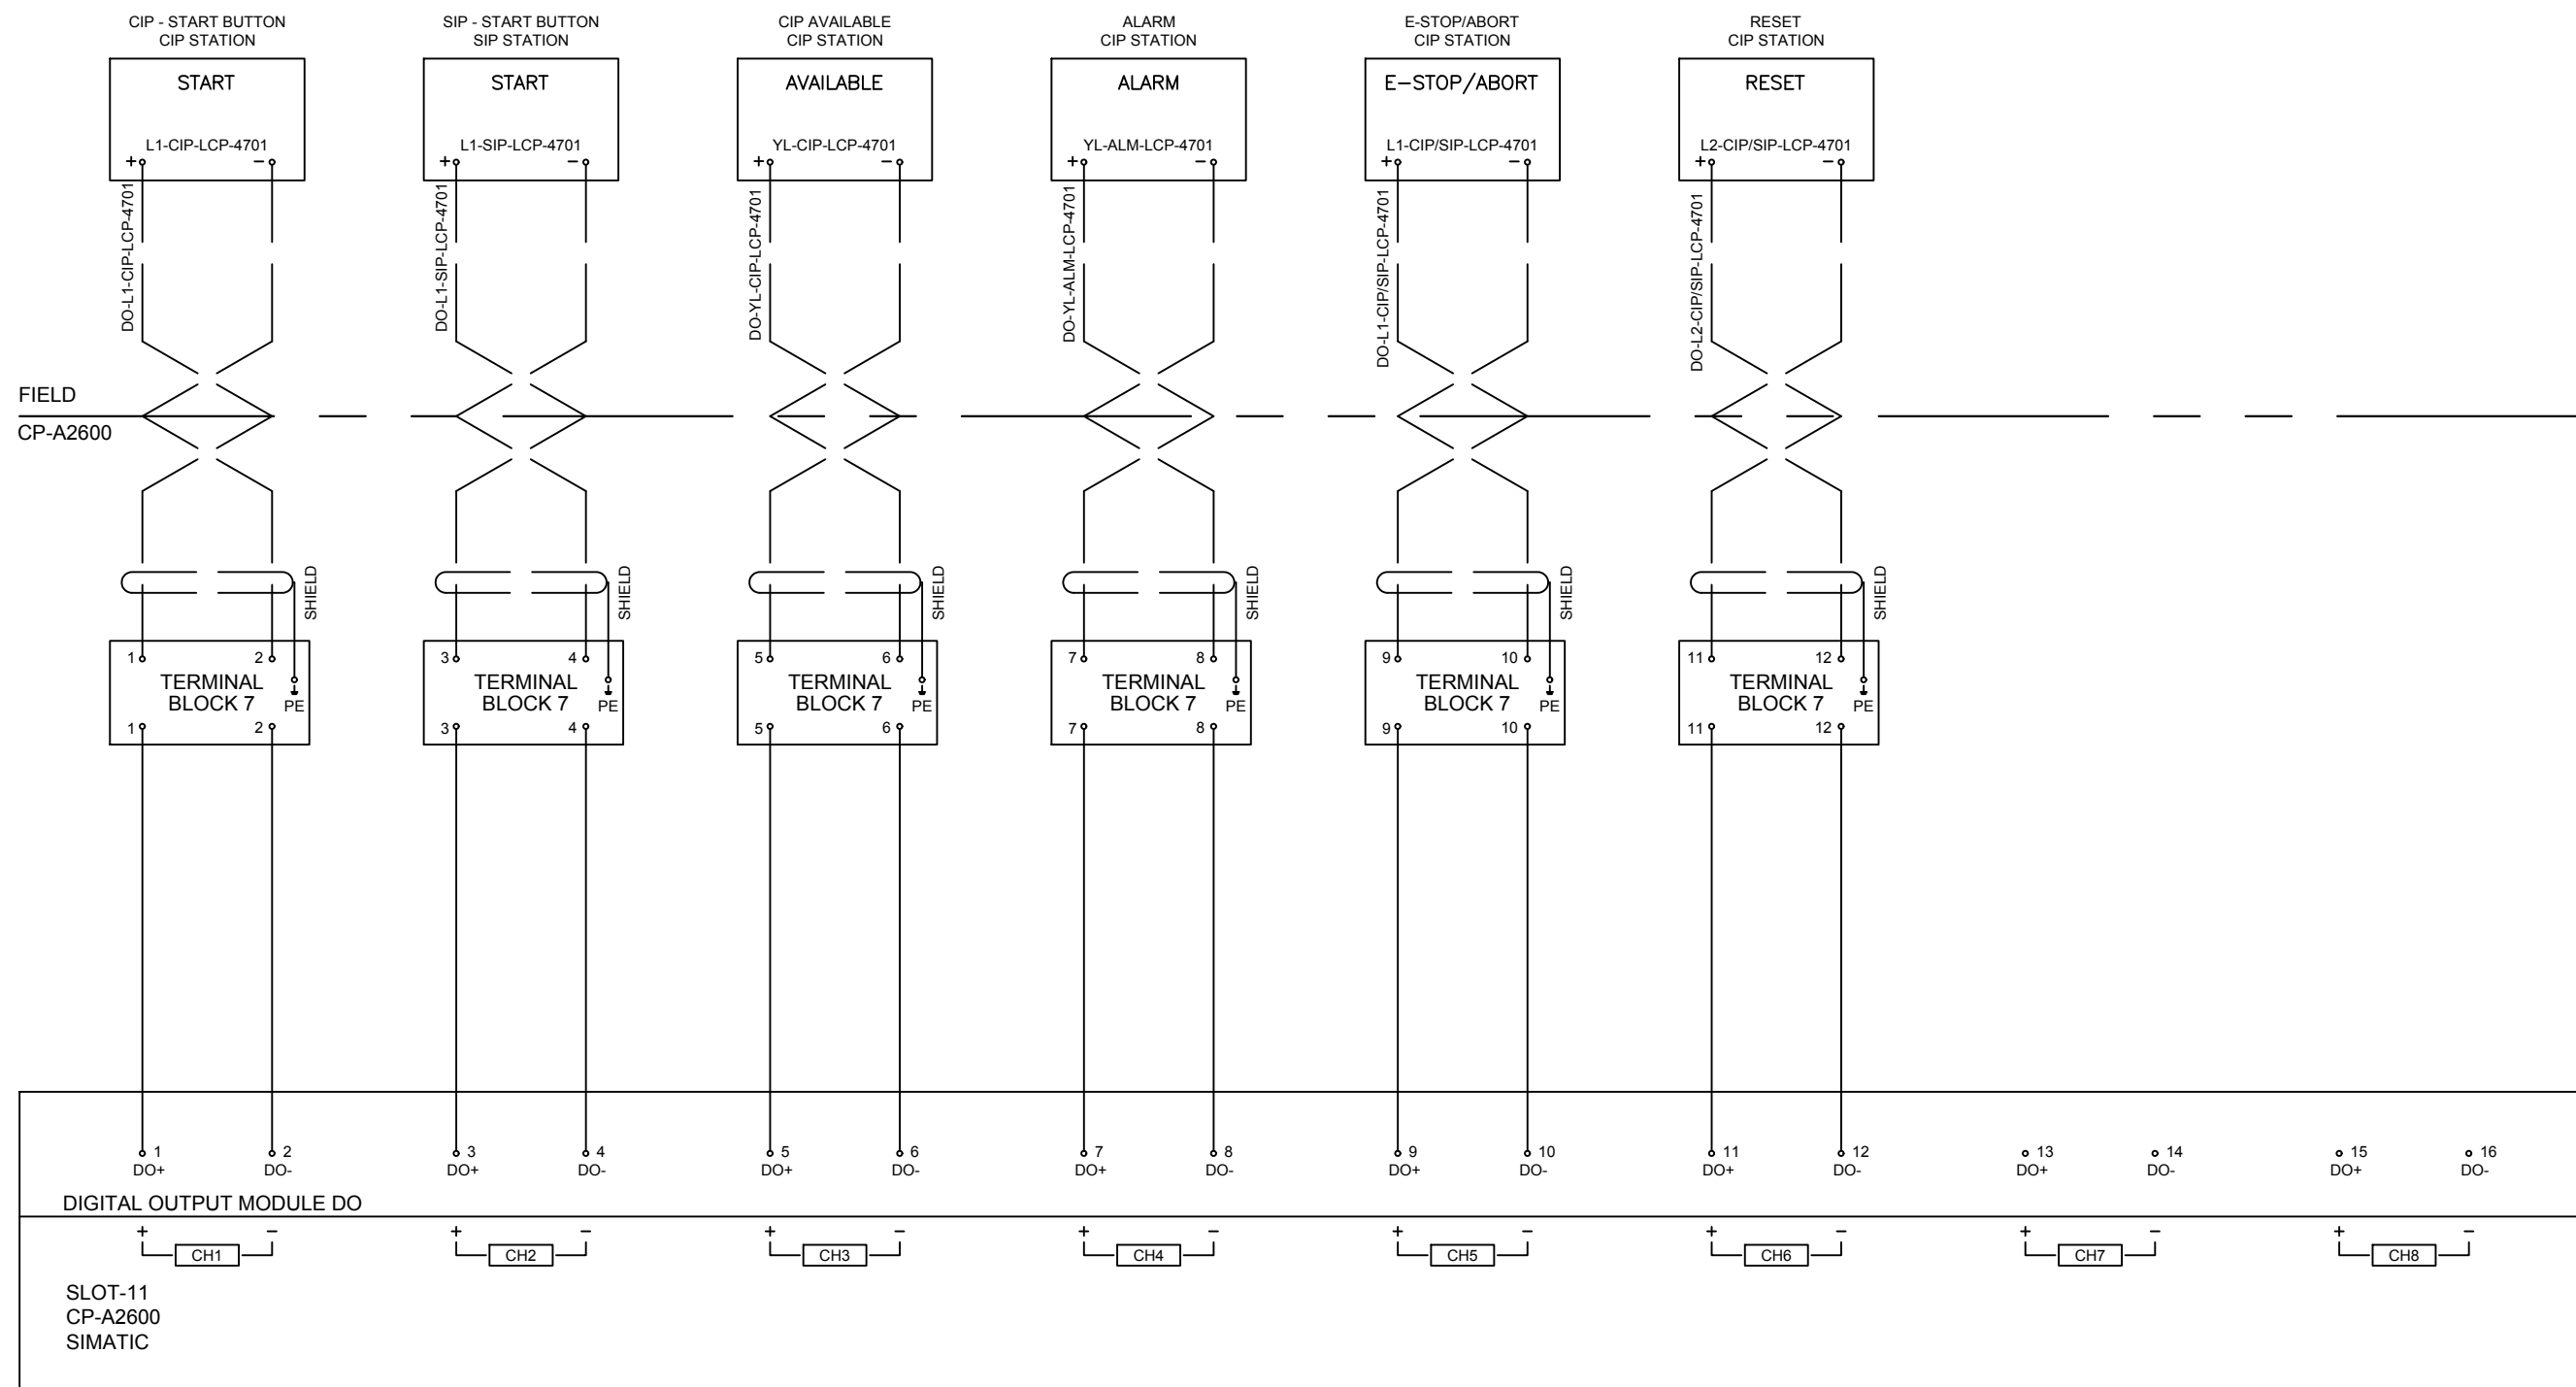 CIP - START BUTTON
CIP STATION
SIP - START BUTTON
SIP STATION
CIP AVAILABLE
CIP STATION
ALARM
CIP STATION
E-STOP/ABORT
CIP STATION
RESET
CIP STATION
START
START
AVAILABLE
ALARM
E-STOP/ABORT
RESET
L1-CIP-LCP-4701
L1-SIP-LCP-4701
YL-CIP-LCP-4701
YL-ALM-LCP-4701
L1-CIP/SIP-LCP-4701
L2-CIP/SIP-LCP-4701
+ −
+ −
+ −
+ −
+ −
+ −
DO-L1-CIP-LCP-4701
DO-L1-SIP-LCP-4701
DO-YL-CIP-LCP-4701
DO-YL-ALM-LCP-4701
DO-L1-CIP/SIP-LCP-4701
DO-L2-CIP/SIP-LCP-4701
FIELD
CP-A2600
SHIELD
SHIELD
SHIELD
SHIELD
SHIELD
SHIELD
1 2
TERMINAL
BLOCK 7
PE
1 2
3 4
TERMINAL
BLOCK 7
PE
3 4
5 6
TERMINAL
BLOCK 7
PE
5 6
7 8
TERMINAL
BLOCK 7
PE
7 8
9 10
TERMINAL
BLOCK 7
PE
9 10
11 12
TERMINAL
BLOCK 7
PE
11 12
1 2 3 4 5 6 7 8 9 10 11 12 13 14 15 16
DO+ DO- DO+ DO- DO+ DO- DO+ DO- DO+ DO- DO+ DO- DO+ DO- DO+ DO-
DIGITAL OUTPUT MODULE DO
+ − + − + − + − + − + − + − + −
CH1 CH2 CH3 CH4 CH5 CH6 CH7 CH8
SLOT-11
CP-A2600
SIMATIC